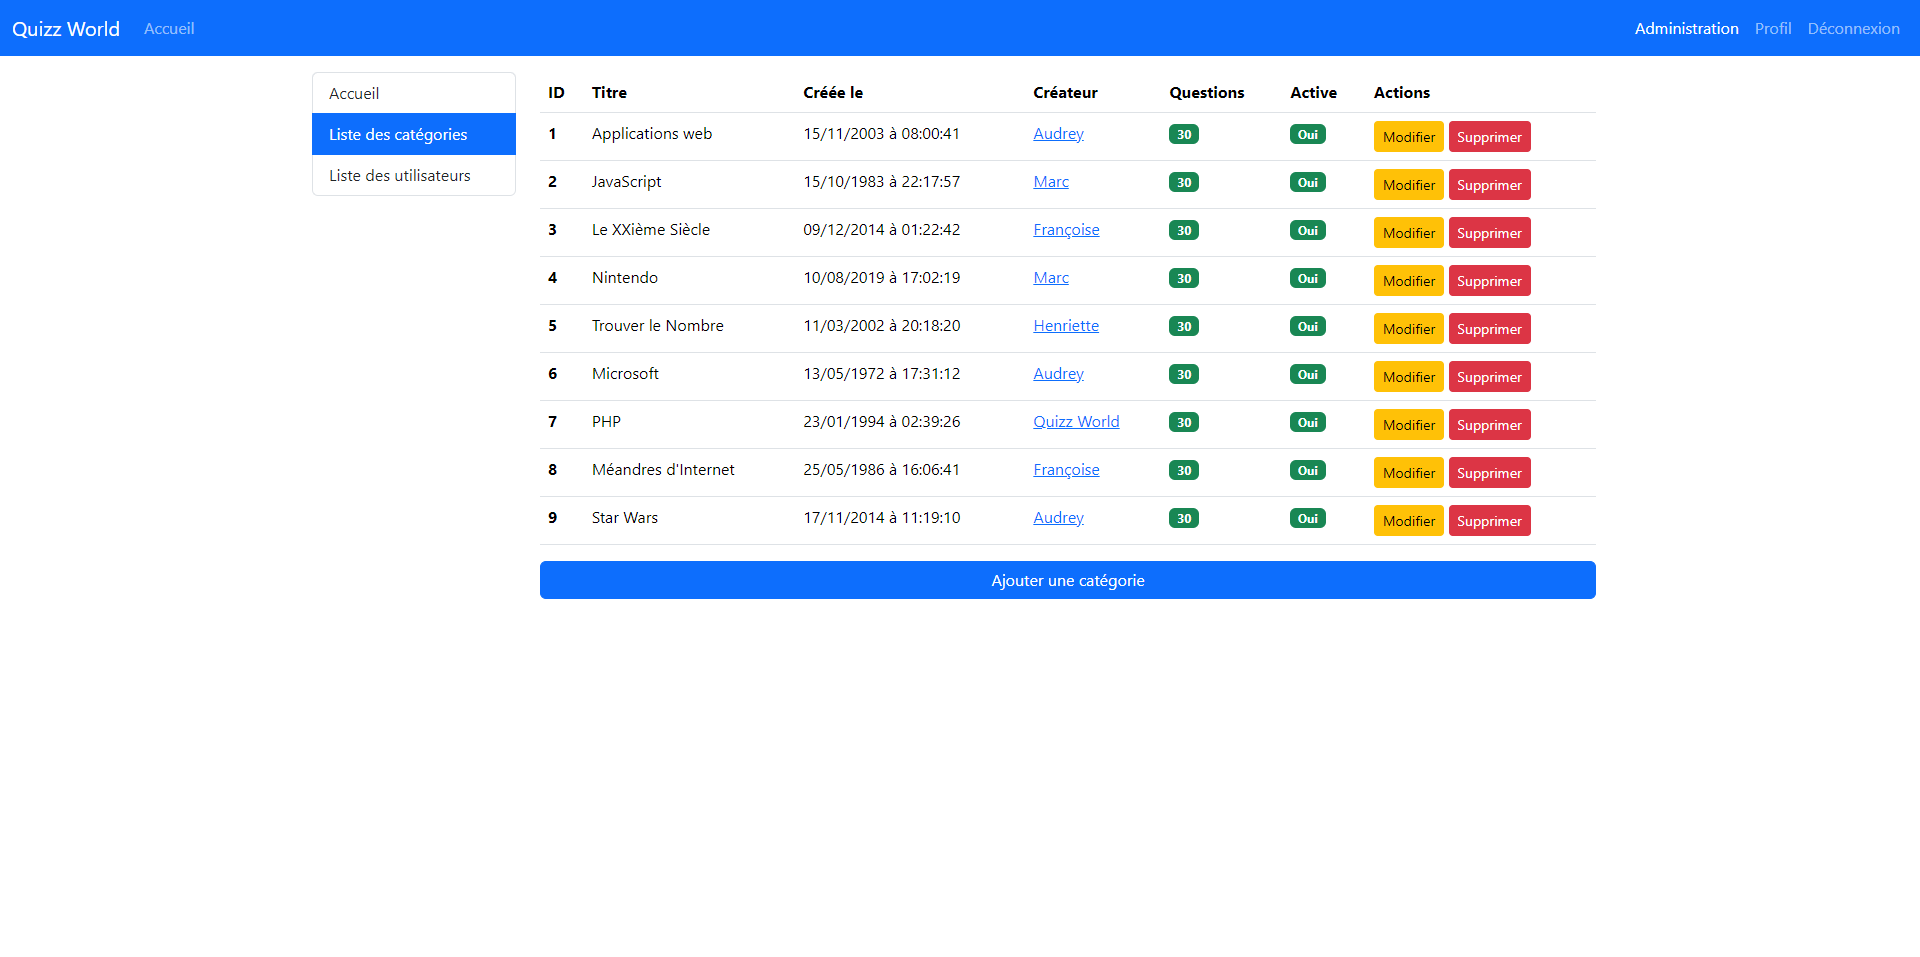 Quizz World Accueil Administration Profil Déconnexion
Accueil
Liste des catégories
Liste des utilisateurs
ID Titre Créée le Créateur Questions Active Actions
1 Applications web 15/11/2003 à 08:00:41 Audrey 30 Oui Modifier Supprimer
2 JavaScript 15/10/1983 à 22:17:57 Marc 30 Oui Modifier Supprimer
3 Le XXième Siècle 09/12/2014 à 01:22:42 Françoise 30 Oui Modifier Supprimer
4 Nintendo 10/08/2019 à 17:02:19 Marc 30 Oui Modifier Supprimer
5 Trouver le Nombre 11/03/2002 à 20:18:20 Henriette 30 Oui Modifier Supprimer
6 Microsoft 13/05/1972 à 17:31:12 Audrey 30 Oui Modifier Supprimer
7 PHP 23/01/1994 à 02:39:26 Quizz World 30 Oui Modifier Supprimer
8 Méandres d'Internet 25/05/1986 à 16:06:41 Françoise 30 Oui Modifier Supprimer
9 Star Wars 17/11/2014 à 11:19:10 Audrey 30 Oui Modifier Supprimer
Ajouter une catégorie